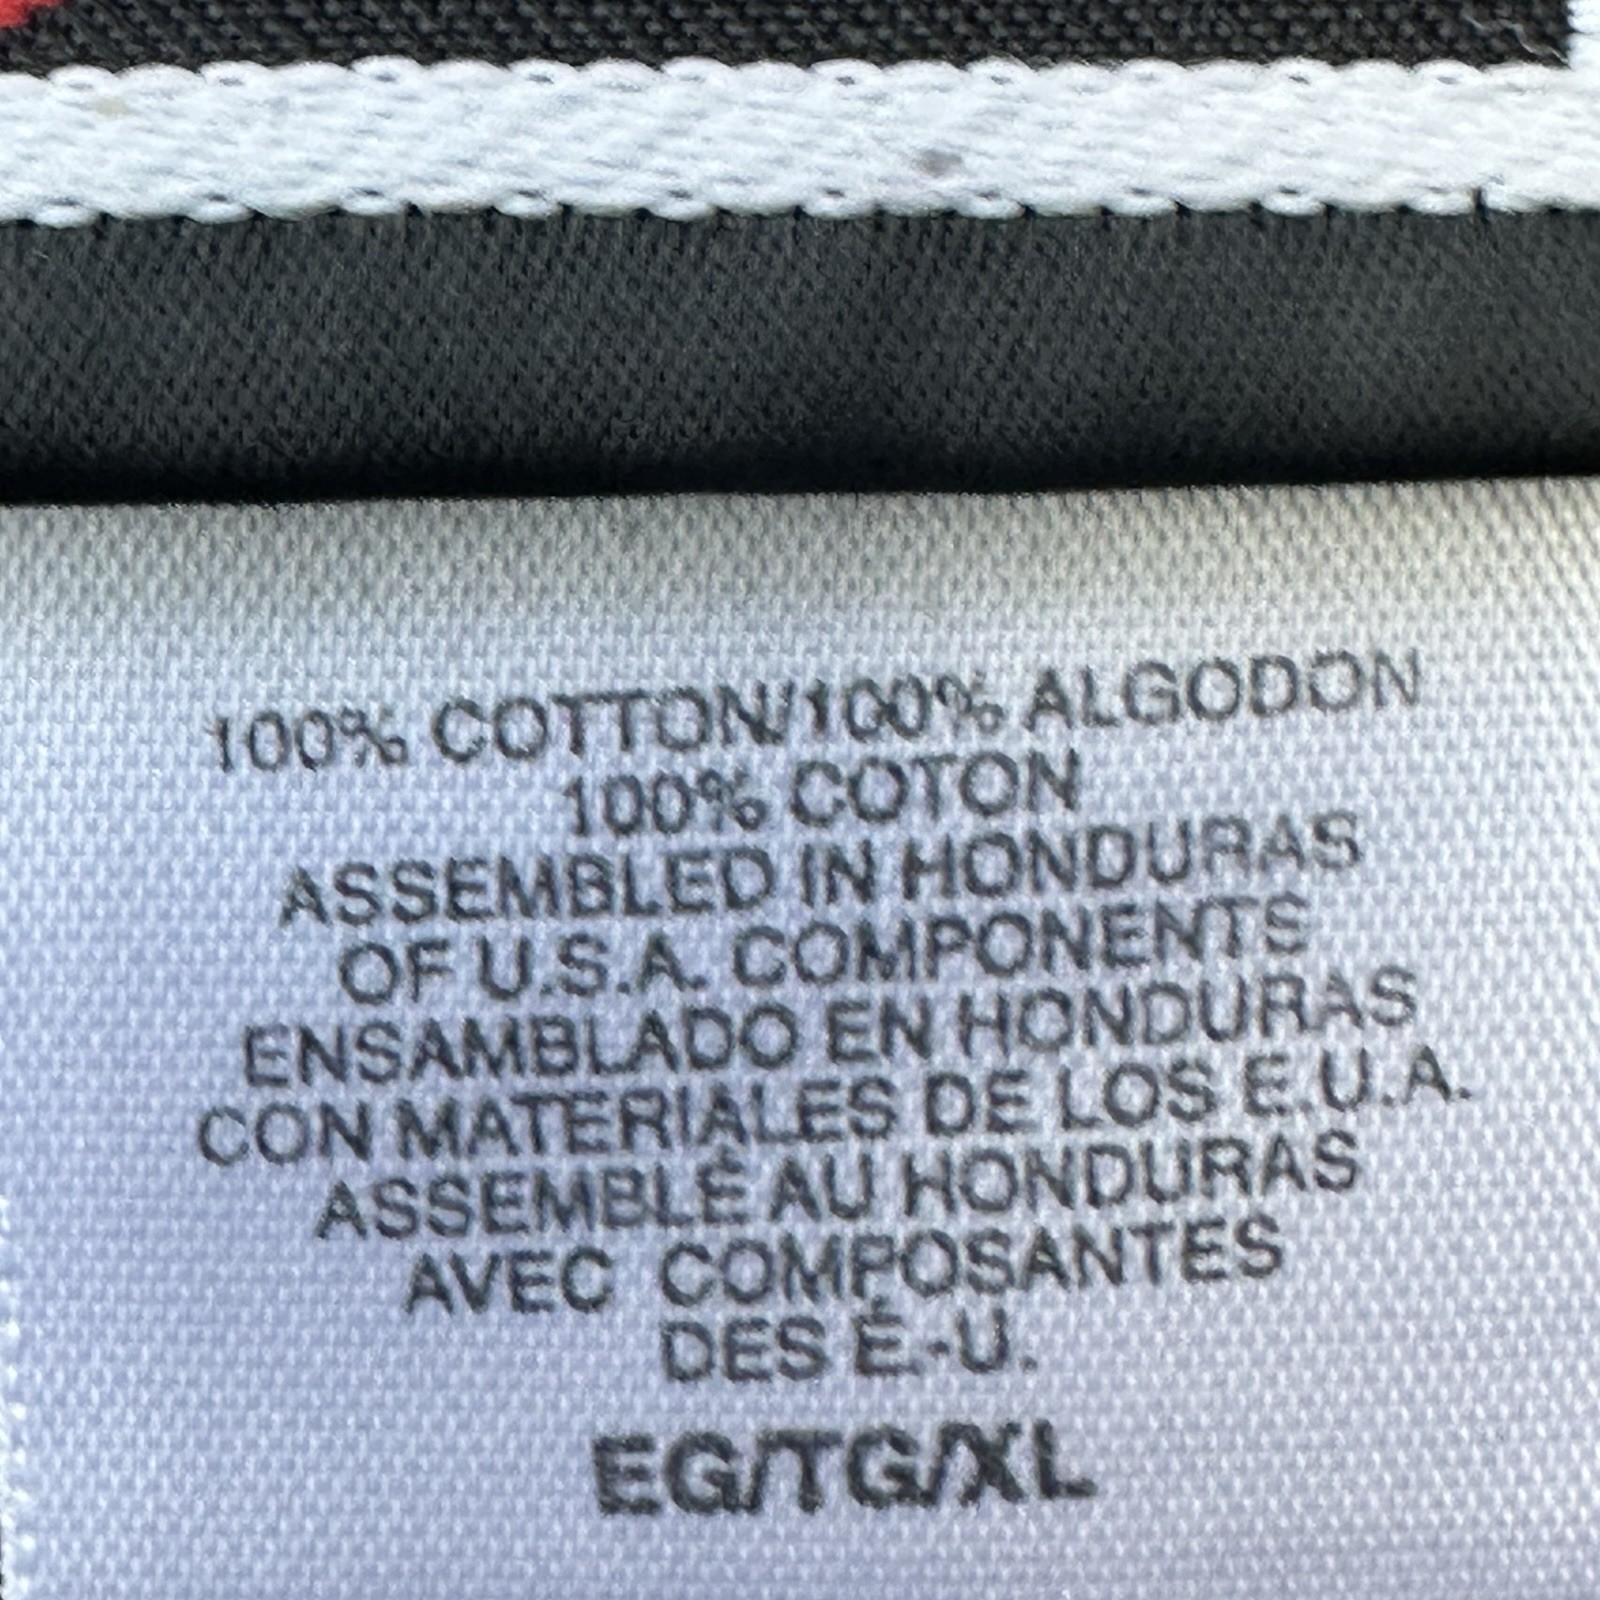 100% COTTON/100% ALGODON
100% COTON
ASSEMBLED IN HONDURAS
OF U.S.A. COMPONENTS
ENSAMBLADO EN HONDURAS
CON MATERIALES DE LOS E.U.A.
ASSEMBLÉ AU HONDURAS
AVEC COMPOSANTES
DES É.-U.
EG/TG/XL